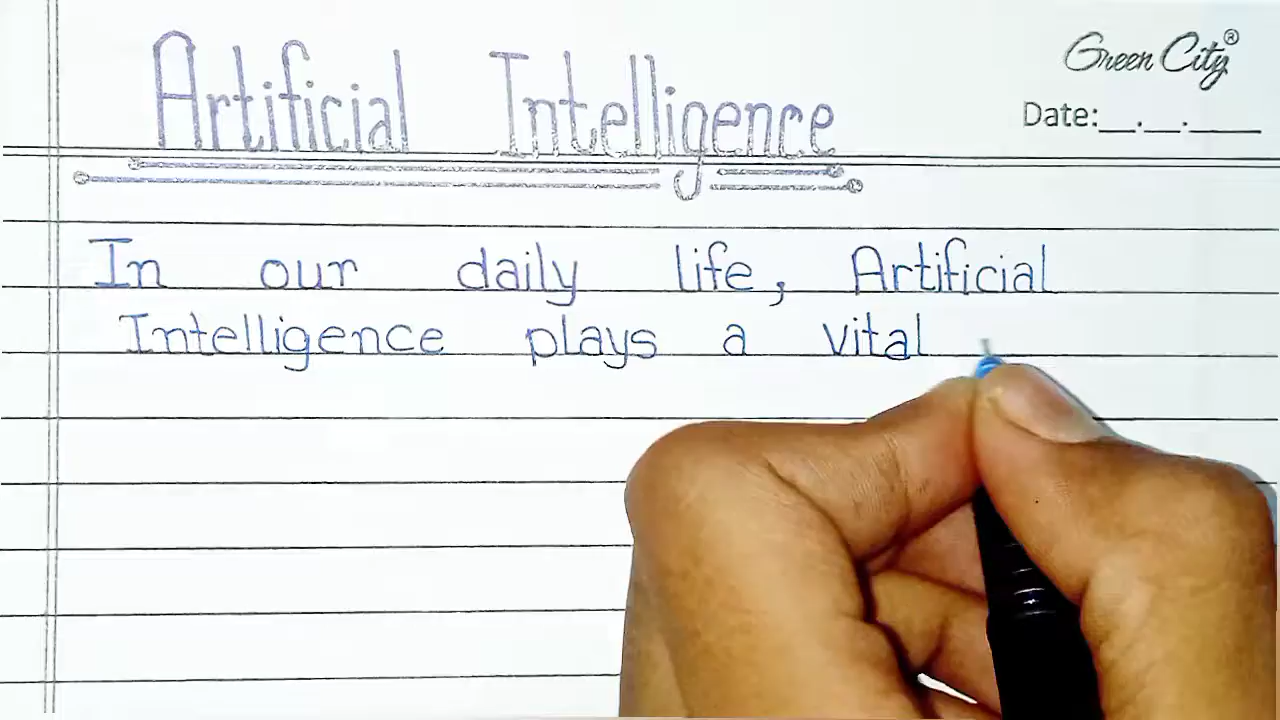 Artificial Intelligence
Green City®
Date:__.__.____
In our daily life, Artificial
Intelligence plays a vital